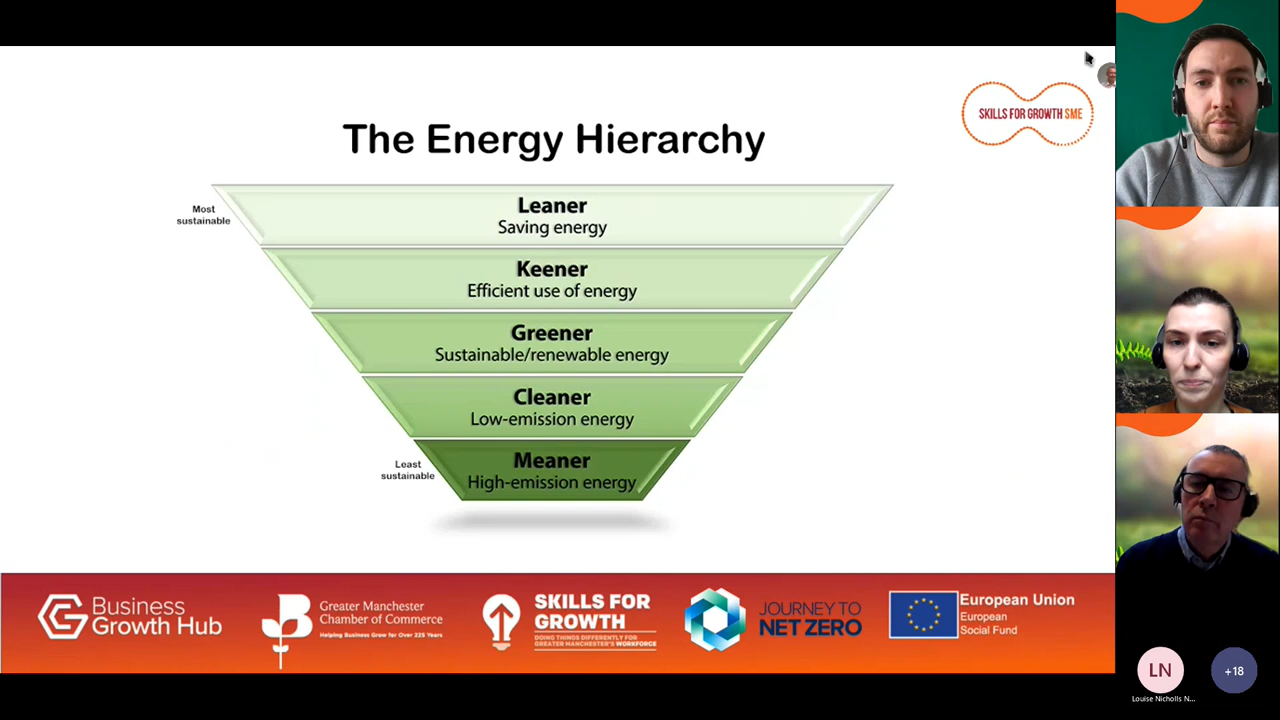 The Energy Hierarchy
SKILLS FOR GROWTH SME
Most
sustainable
Leaner
Saving energy
Keener
Efficient use of energy
Greener
Sustainable/renewable energy
Cleaner
Low-emission energy
Least
sustainable
Meaner
High-emission energy
Business
Growth Hub
Greater Manchester
Chamber of Commerce
Helping Business Grow for Over 225 Years
SKILLS FOR
GROWTH
DOING THINGS DIFFERENTLY FOR
GREATER MANCHESTER'S WORKFORCE
JOURNEY TO
NET ZERO
European Union
European
Social Fund
LN
Louise Nicholls N...
+18